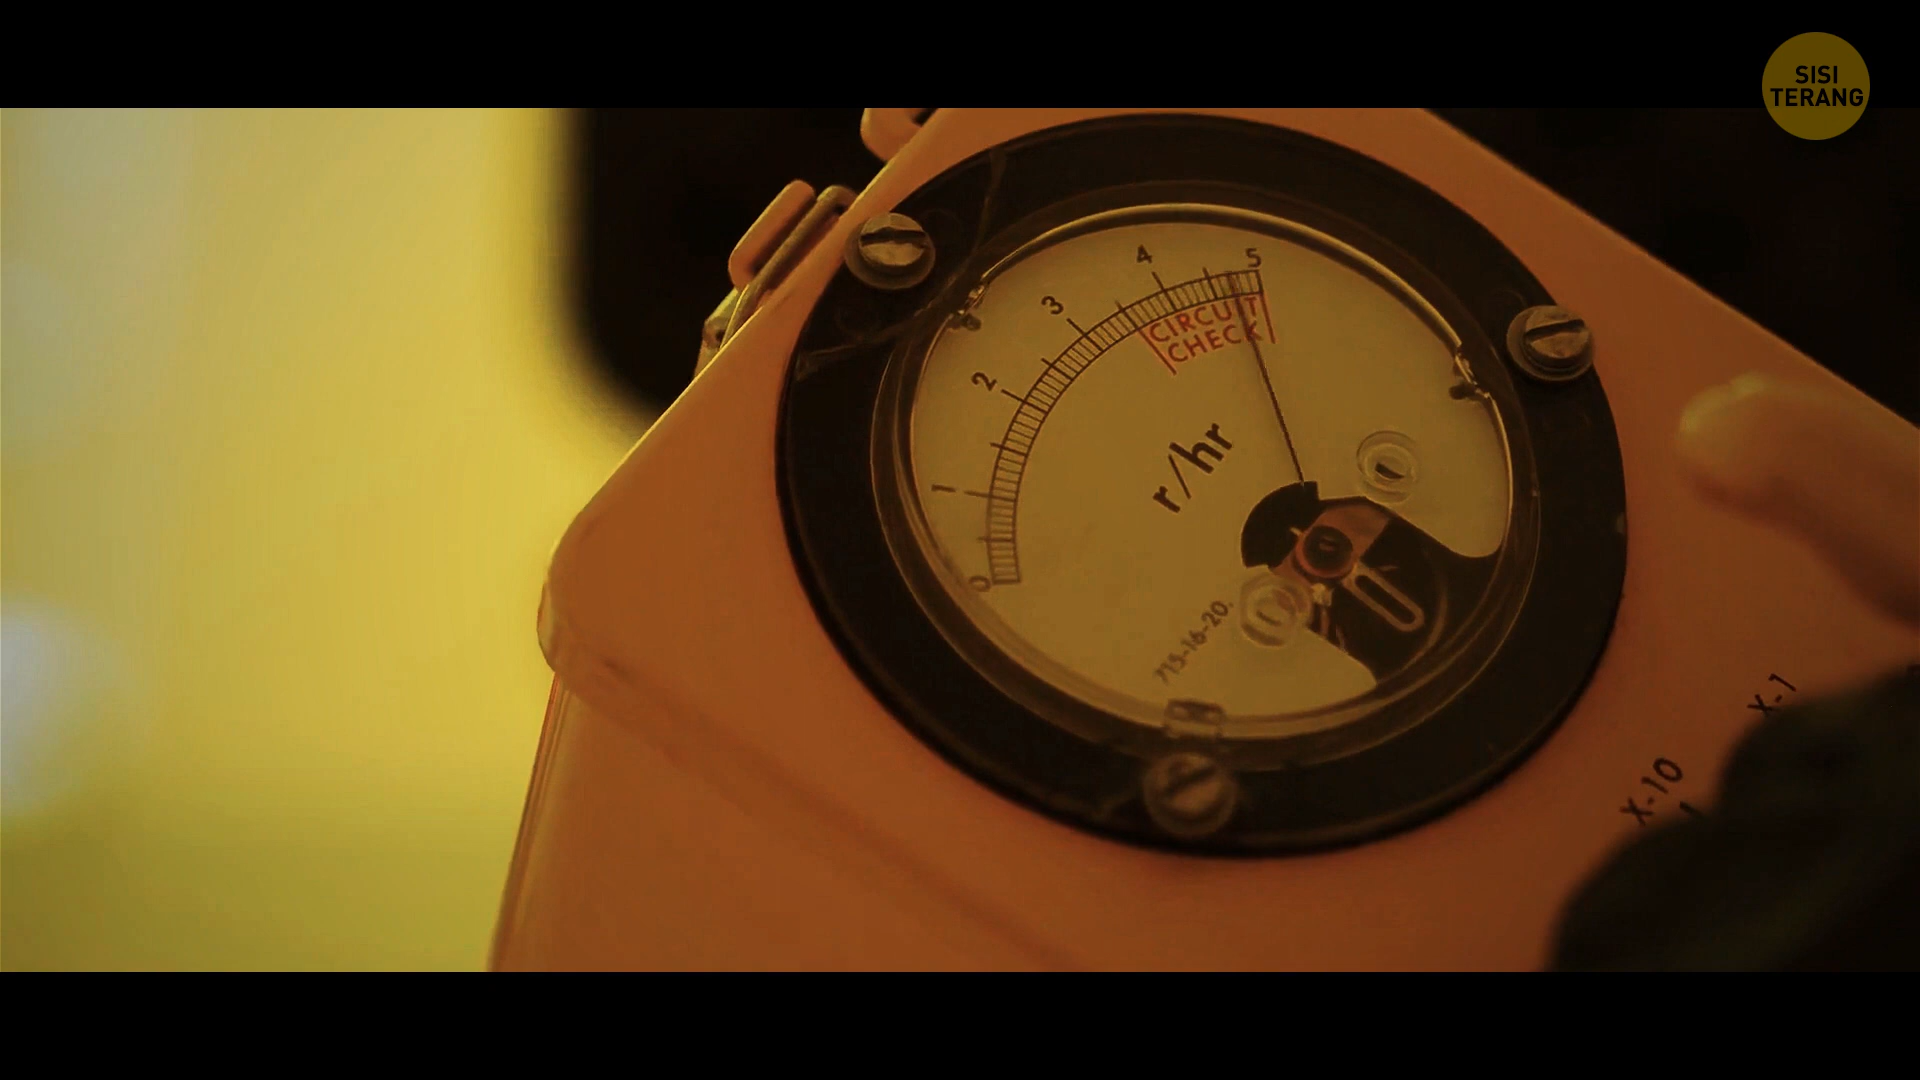 SISI
TERANG
0
1
2
3
4
5
CIRCUIT
CHECK
r/hr
715-16-20.
X-1
X-10